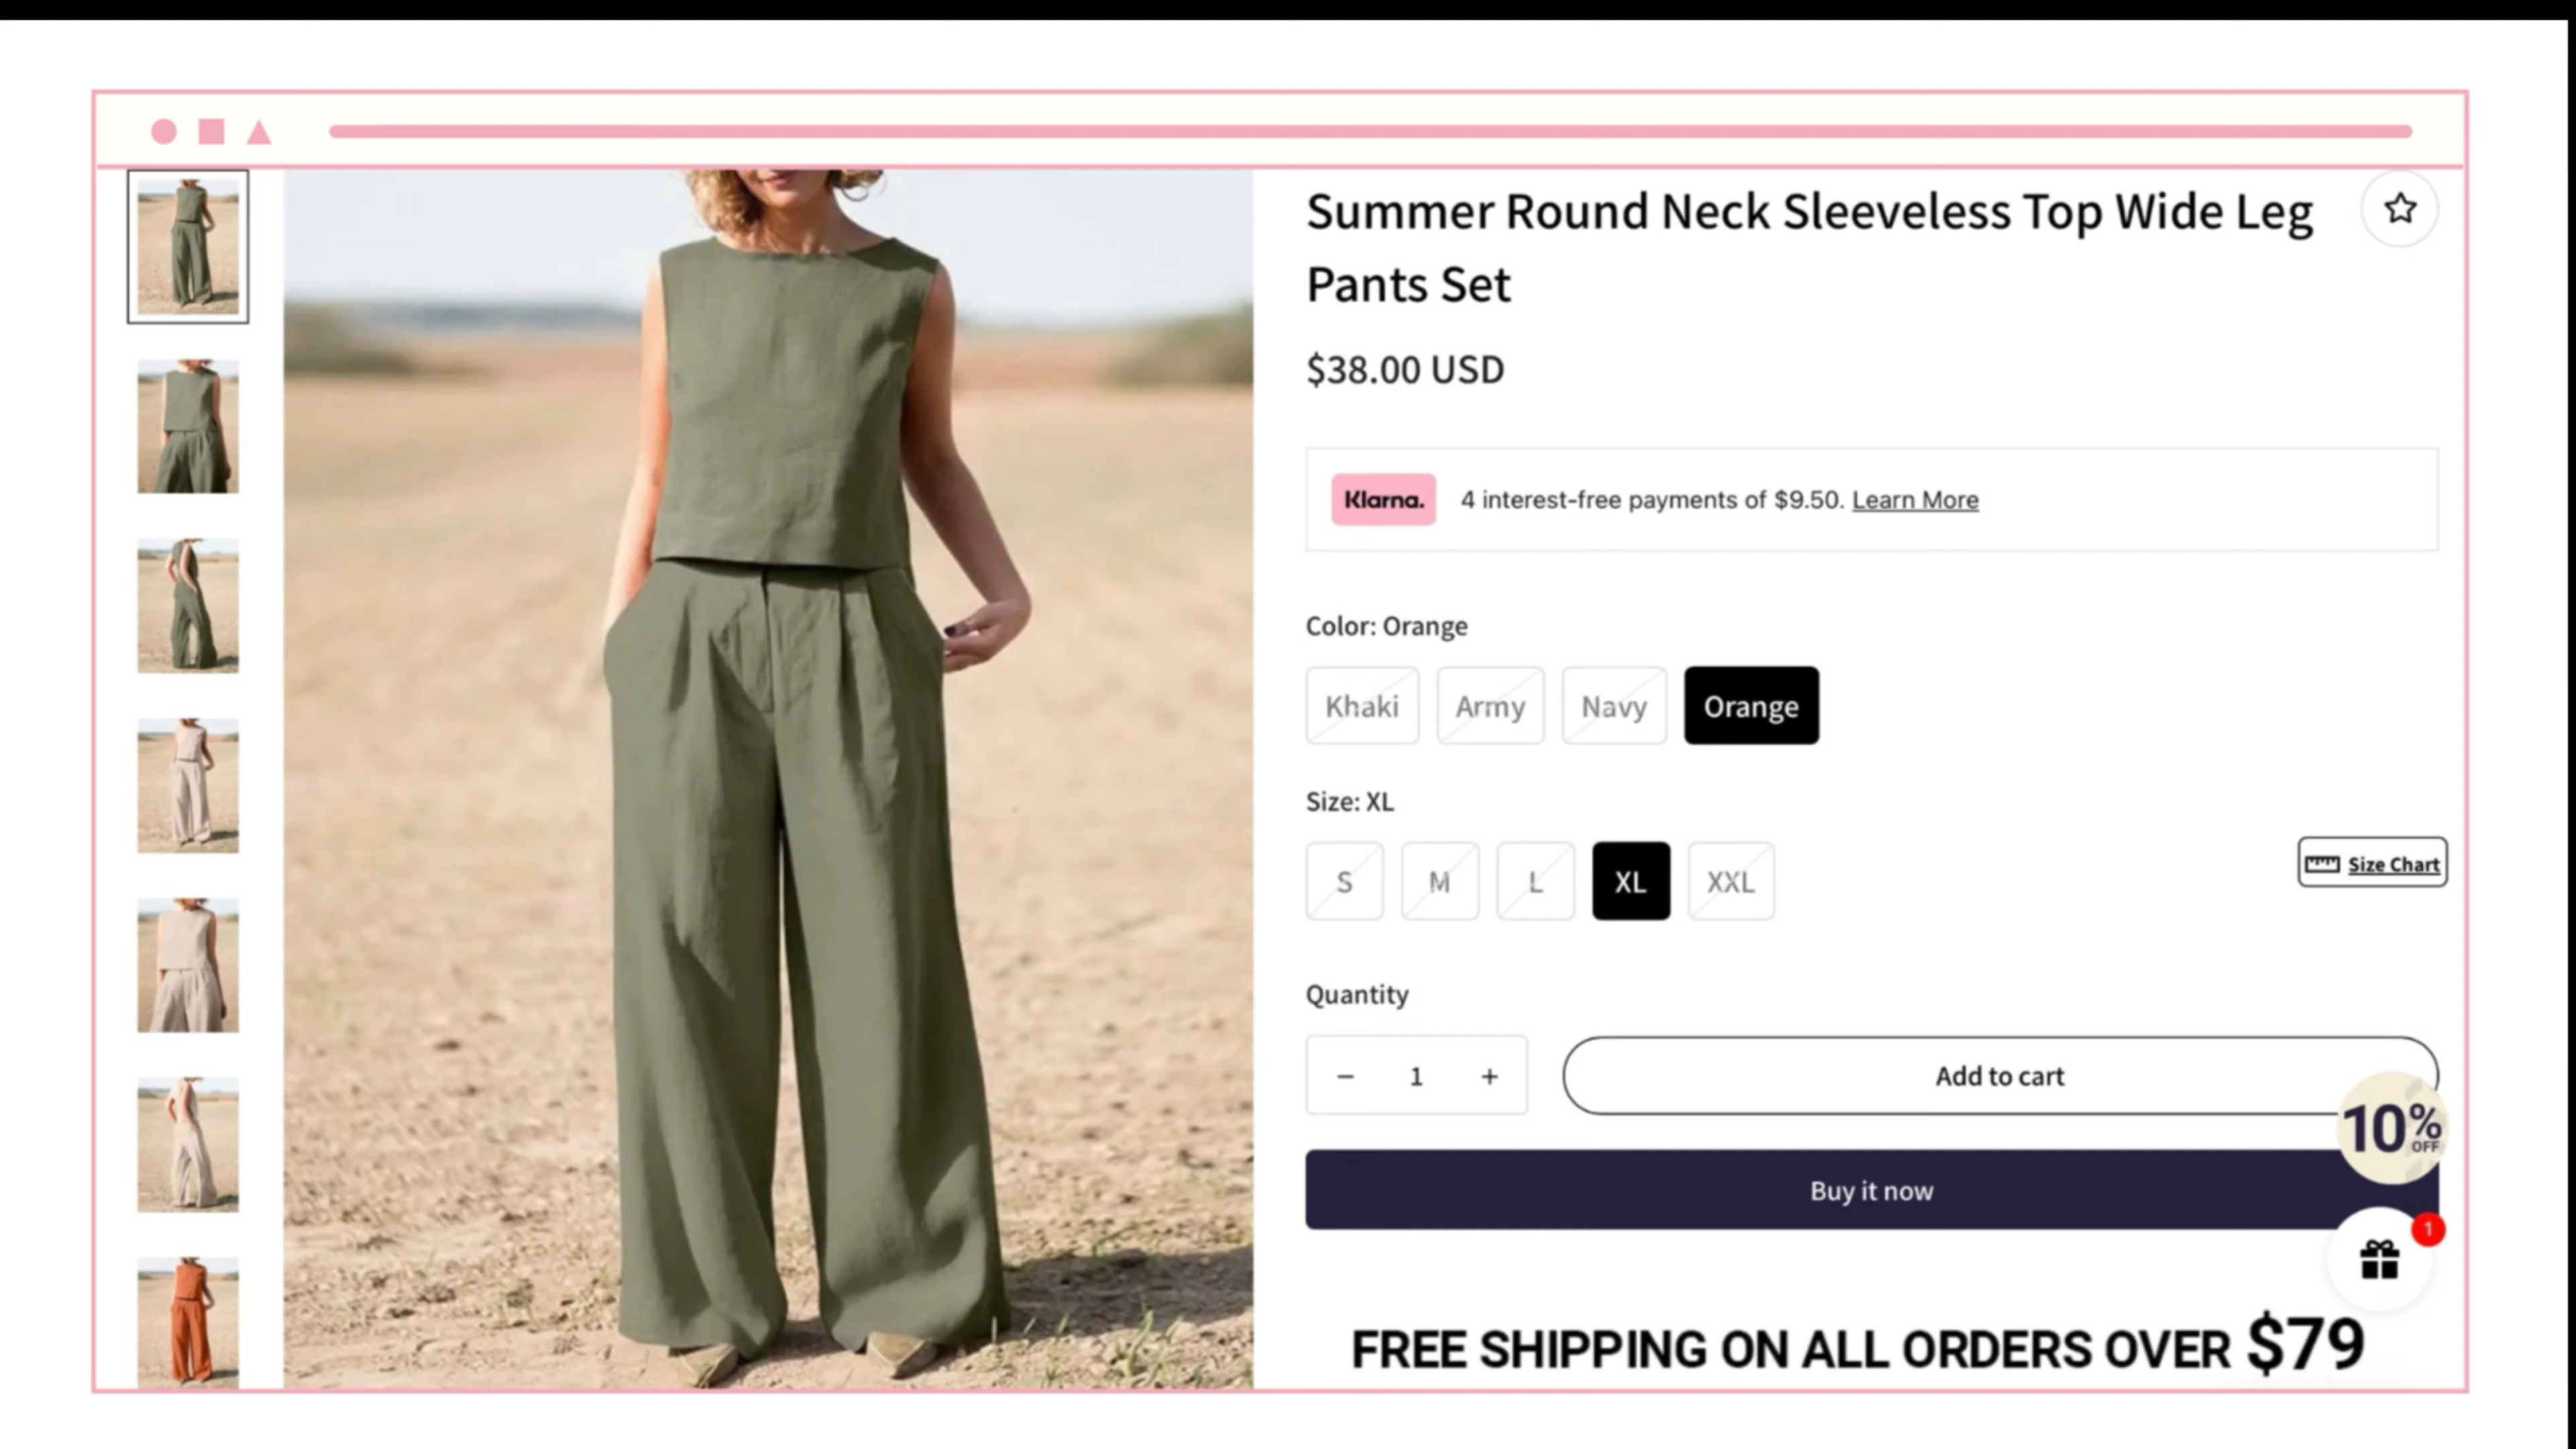 Summer Round Neck Sleeveless Top Wide Leg
Pants Set
$38.00 USD
Klarna. 4 interest-free payments of $9.50. Learn More
Color: Orange
Khaki Army Navy Orange
Size: XL
S M L XL XXL
Size Chart
Quantity
− 1 + Add to cart
10% OFF
Buy it now
1
FREE SHIPPING ON ALL ORDERS OVER $79